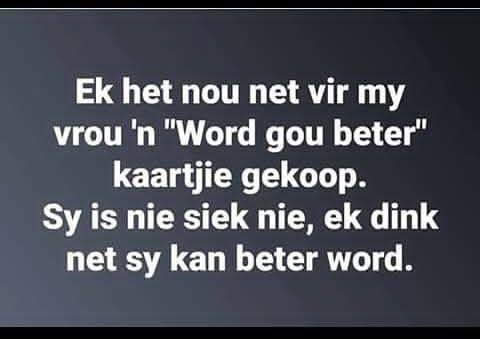 Ek het nou net vir my
vrou 'n "Word gou beter"
kaartjie gekoop.
Sy is nie siek nie, ek dink
net sy kan beter word.